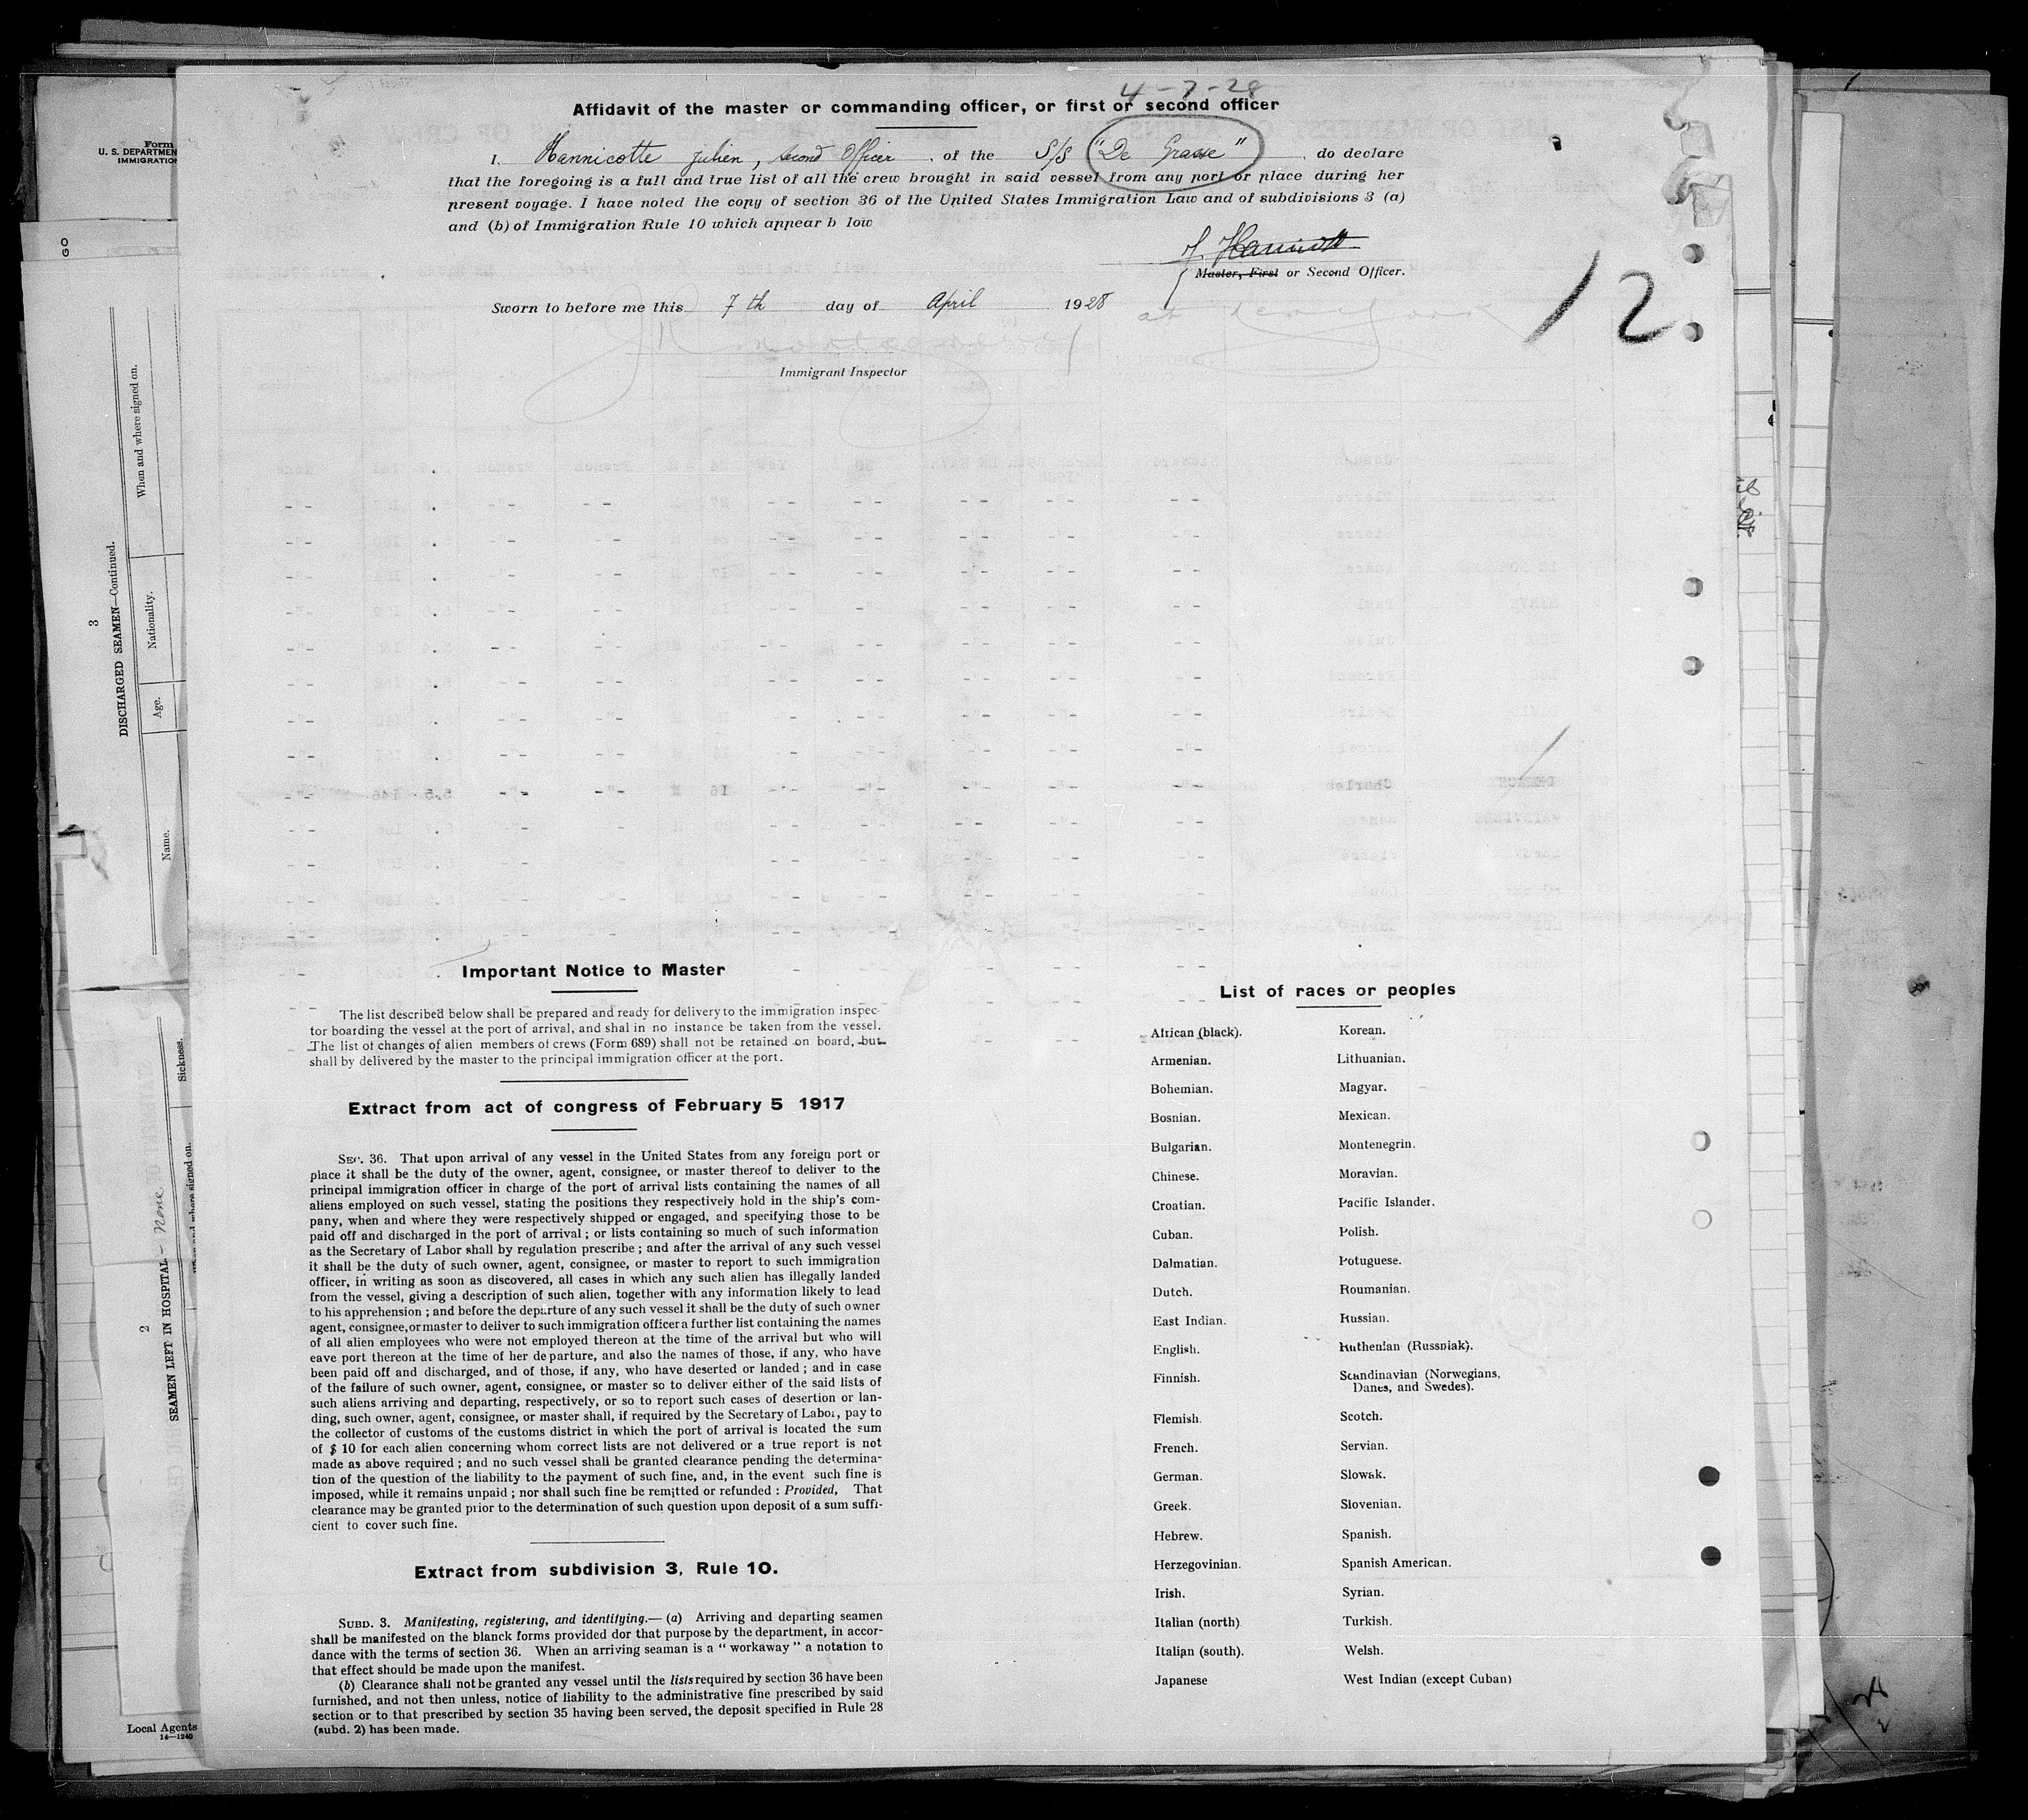 4-7-28
Affidavit of the master or commanding officer, or first or second officer
I. Hannicotte Julien, Second Officer, of the S/S "De Grasse", do declare
that the foregoing is a full and true list of all the crew brought in said vessel from any port or place during her
present voyage. I have noted the copy of section 36 of the United States Immigration Law and of subdivisions 3 (a)
and (b) of Immigration Rule 10 which appear b low
Master, First or Second Officer.
12
Sworn to before me this 7 th day of April 1928
Immigrant Inspector
Important Notice to Master
The list described below shall be prepared and ready for delivery to the immigration inspec-
tor boarding the vessel at the port of arrival, and shal in no instance be taken from the vessel.
The list of changes of alien members of crews (Form 689) shall not be retained on board, but
shall by delivered by the master to the principal immigration officer at the port.
Extract from act of congress of February 5 1917
SEC. 36. That upon arrival of any vessel in the United States from any foreign port or
place it shall be the duty of the owner, agent, consignee, or master thereof to deliver to the
principal immigration officer in charge of the port of arrival lists containing the names of all
aliens employed on such vessel, stating the positions they respectively hold in the ship's com-
pany, when and where they were respectively shipped or engaged, and specifying those to be
paid off and discharged in the port of arrival ; or lists containing so much of such information
as the Secretary of Labor shall by regulation prescribe ; and after the arrival of any such vessel
it shall be the duty of such owner, agent, consignee, or master to report to such immigration
officer, in writing as soon as discovered, all cases in which any such alien has illegally landed
from the vessel, giving a description of such alien, together with any information likely to lead
to his apprehension ; and before the departure of any such vessel it shall be the duty of such owner
agent, consignee, or master to deliver to such immigration officer a further list containing the names
of all alien employees who were not employed thereon at the time of the arrival but who will
eave port thereon at the time of her departure, and also the names of those, if any, who have
been paid off and discharged, and of those, if any, who have deserted or landed ; and in case
of the failure of such owner, agent, consignee, or master so to deliver either of the said lists of
such aliens arriving and departing, respectively, or so to report such cases of desertion or lan-
ding, such owner, agent, consignee, or master shall, if required by the Secretary of Labor, pay to
the collector of customs of the customs district in which the port of arrival is located the sum
of $ 10 for each alien concerning whom correct lists are not delivered or a true report is not
made as above required ; and no such vessel shall be granted clearance pending the determina-
tion of the question of the liability to the payment of such fine, and, in the event such fine is
imposed, while it remains unpaid ; nor shall such fine be remitted or refunded : Provided, That
clearance may be granted prior to the determination of such question upon deposit of a sum suffi-
cient to cover such fine.
Extract from subdivision 3, Rule 10.
SUBD. 3. Manifesting, registering, and identifying.— (a) Arriving and departing seamen
shall be manifested on the blanck forms provided dor that purpose by the department, in accor-
dance with the terms of section 36. When an arriving seaman is a " workaway " a notation to
that effect should be made upon the manifest.
(b) Clearance shall not be granted any vessel until the lists required by section 36 have been
furnished, and not then unless, notice of liability to the administrative fine prescribed by said
section or to that prescribed by section 35 having been served, the deposit specified in Rule 28
(subd. 2) has been made.
List of races or peoples
African (black). Korean.
Armenian. Lithuanian.
Bohemian. Magyar.
Bosnian. Mexican.
Bulgarian. Montenegrin.
Chinese. Moravian.
Croatian. Pacific Islander.
Cuban. Polish.
Dalmatian. Potuguese.
Dutch. Roumanian.
East Indian. Russian.
English. Ruthenian (Russniak).
Finnish. Scandinavian (Norwegians,
Danes, and Swedes).
Flemish. Scotch.
French. Servian.
German. Slowak.
Greek. Slovenian.
Hebrew. Spanish.
Herzegovinian. Spanish American.
Irish. Syrian.
Italian (north) Turkish.
Italian (south). Welsh.
Japanese West Indian (except Cuban)
Form
U. S. DEPARTMEN
IMMIGRATION
GO
3
DISCHARGED SEAMEN—Continued.
Name.
Age.
Nationality.
When and where signed on.
2
SEAMEN LEFT IN HOSPITAL - none
Sickness.
Local Agents
14—1240